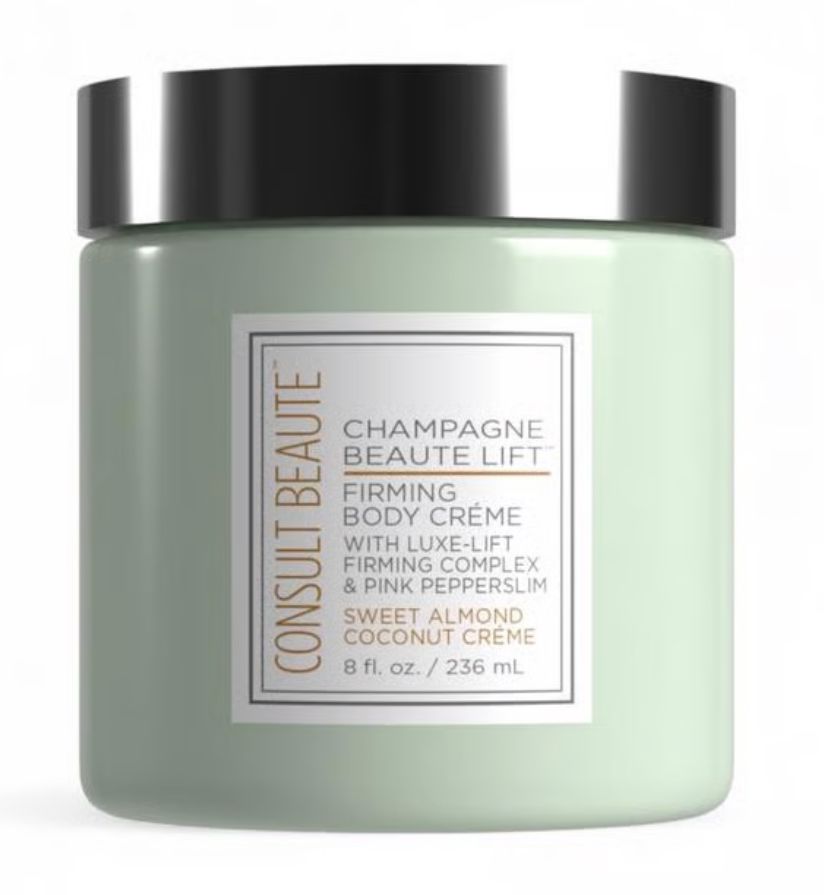 CONSULT BEAUTE™
CHAMPAGNE
BEAUTE LIFT™
FIRMING
BODY CRÉME
WITH LUXE-LIFT
FIRMING COMPLEX
& PINK PEPPERSLIM
SWEET ALMOND
COCONUT CRÉME
8 fl. oz. / 236 mL